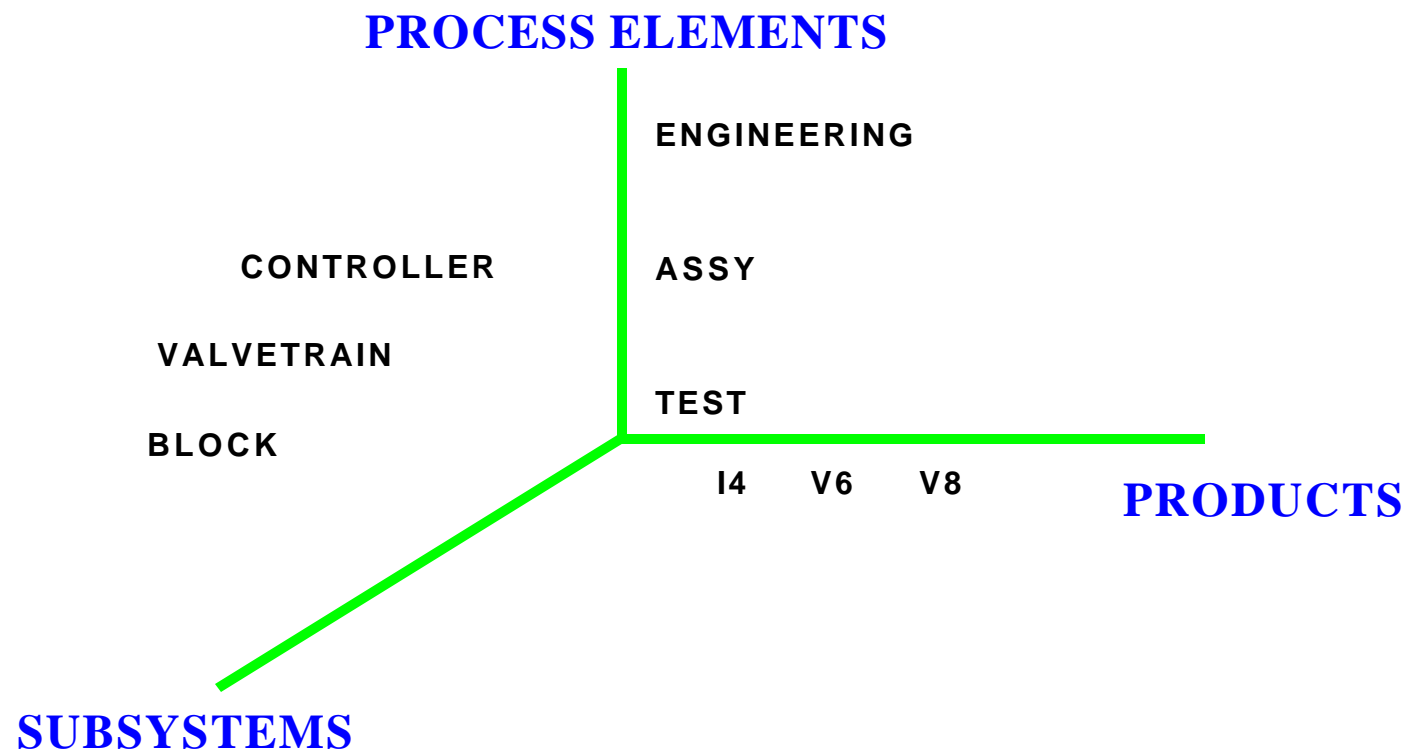 PROCESS ELEMENTS
ENGINEERING
CONTROLLER
ASSY
VALVETRAIN
TEST
BLOCK
I4 V6 V8
PRODUCTS
SUBSYSTEMS